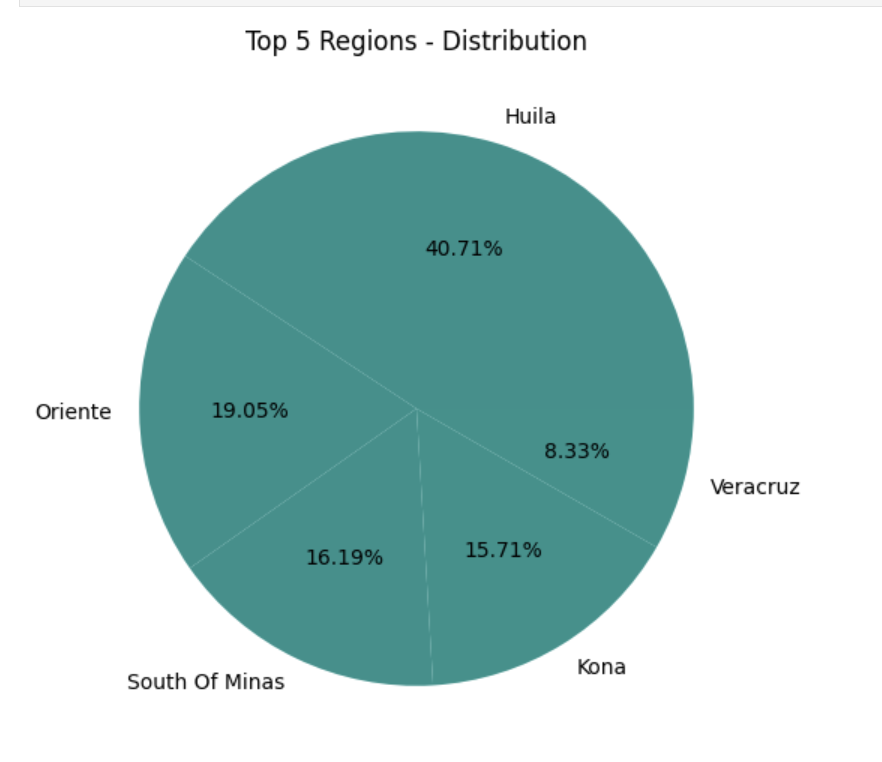 Top 5 Regions - Distribution
Huila
40.71%
Oriente
19.05%
8.33%
Veracruz
16.19%
15.71%
South Of Minas
Kona